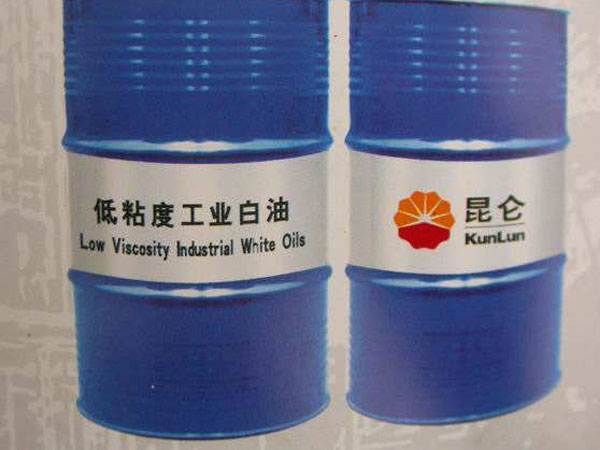 低粘度工业白油
Low Viscosity Industrial White Oils
昆仑
KunLun